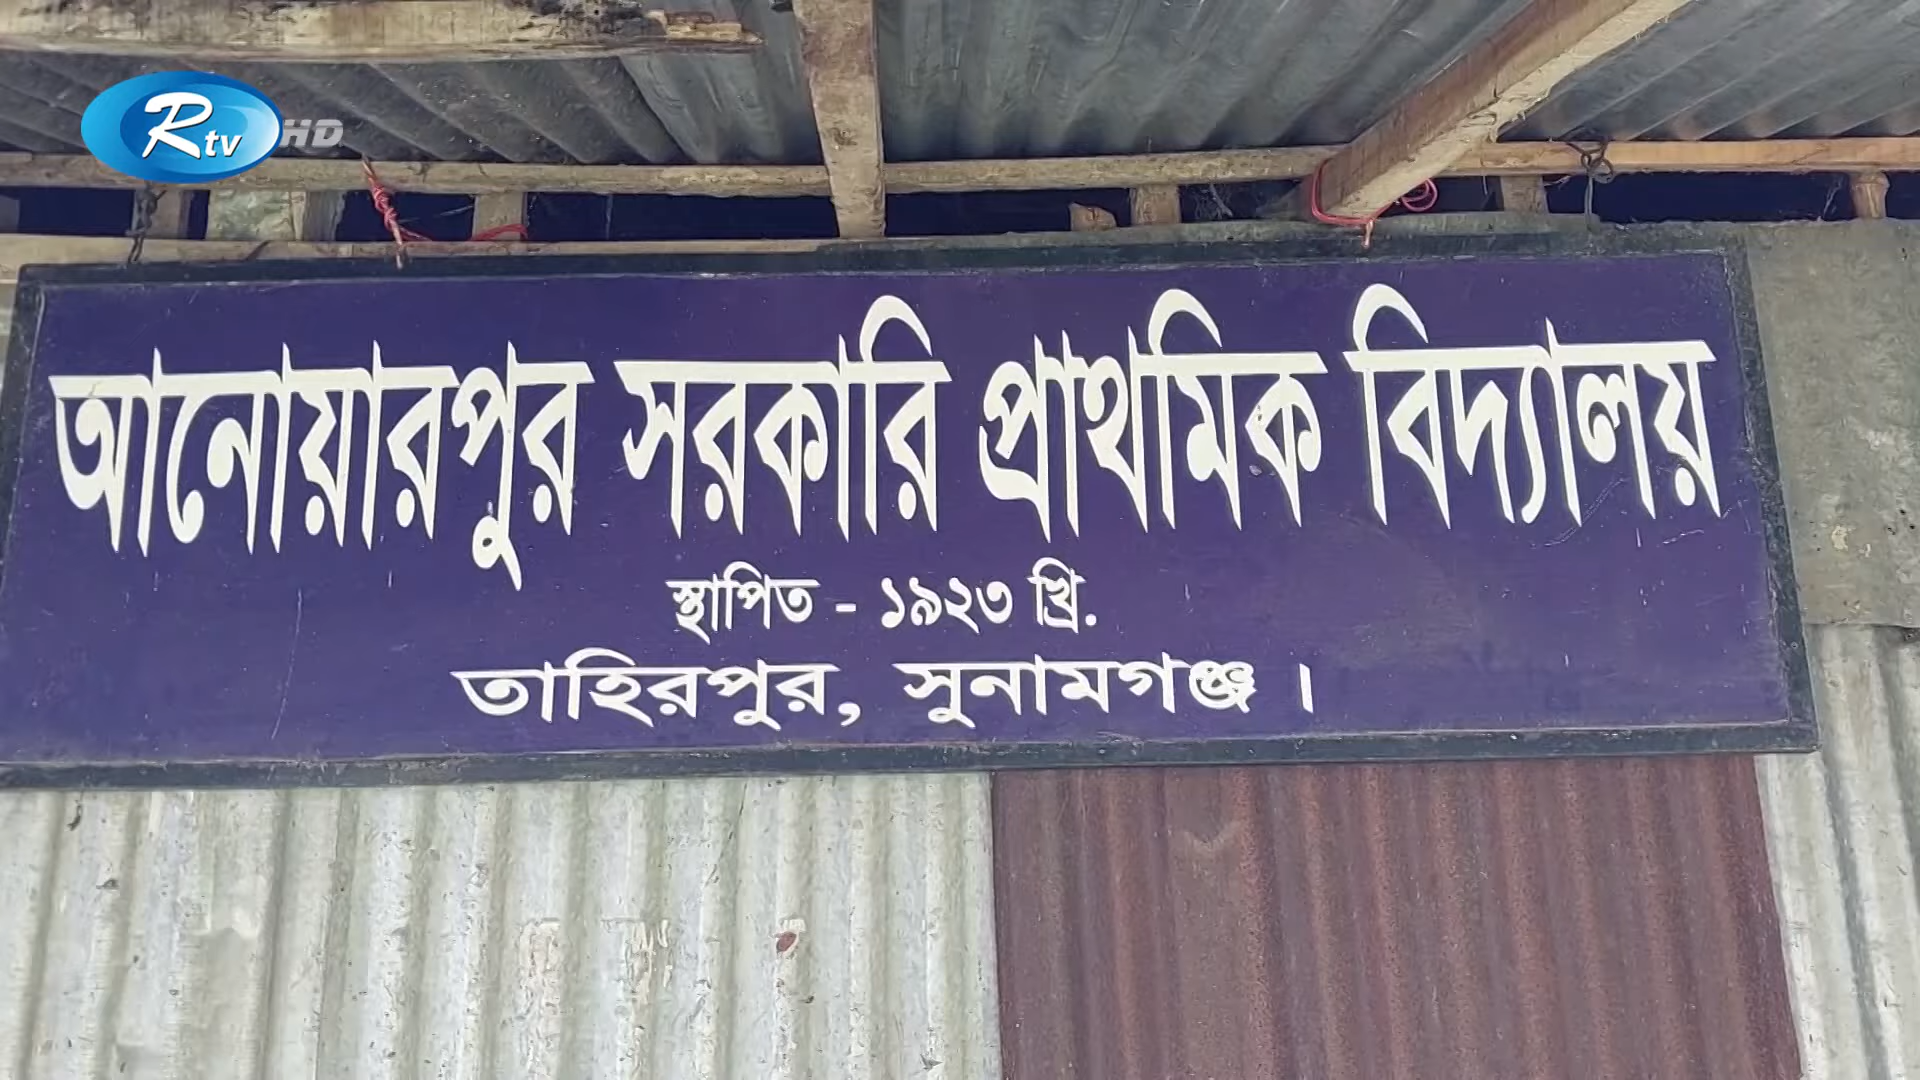 Rtv HD
আনোয়ারপুর সরকারি প্রাথমিক বিদ্যালয়
স্থাপিত - ১৯২৩ খ্রি.
তাহিরপুর, সুনামগঞ্জ ।